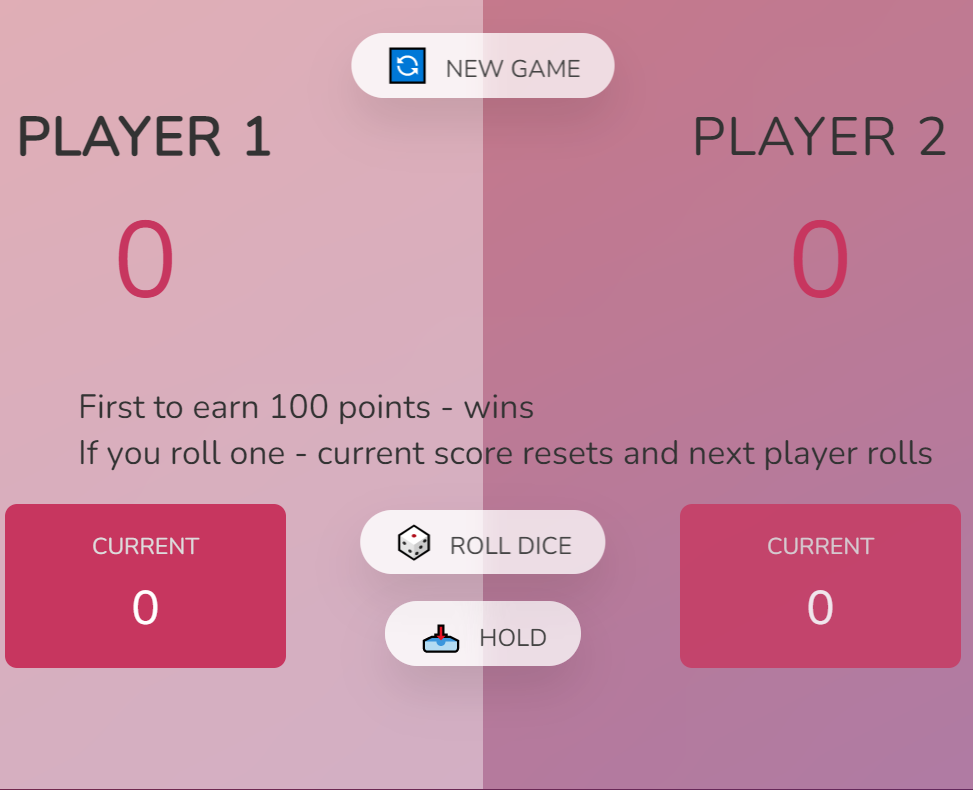 NEW GAME
PLAYER 1
PLAYER 2
0
0
First to earn 100 points - wins
If you roll one - current score resets and next player rolls
CURRENT
0
ROLL DICE
HOLD
CURRENT
0